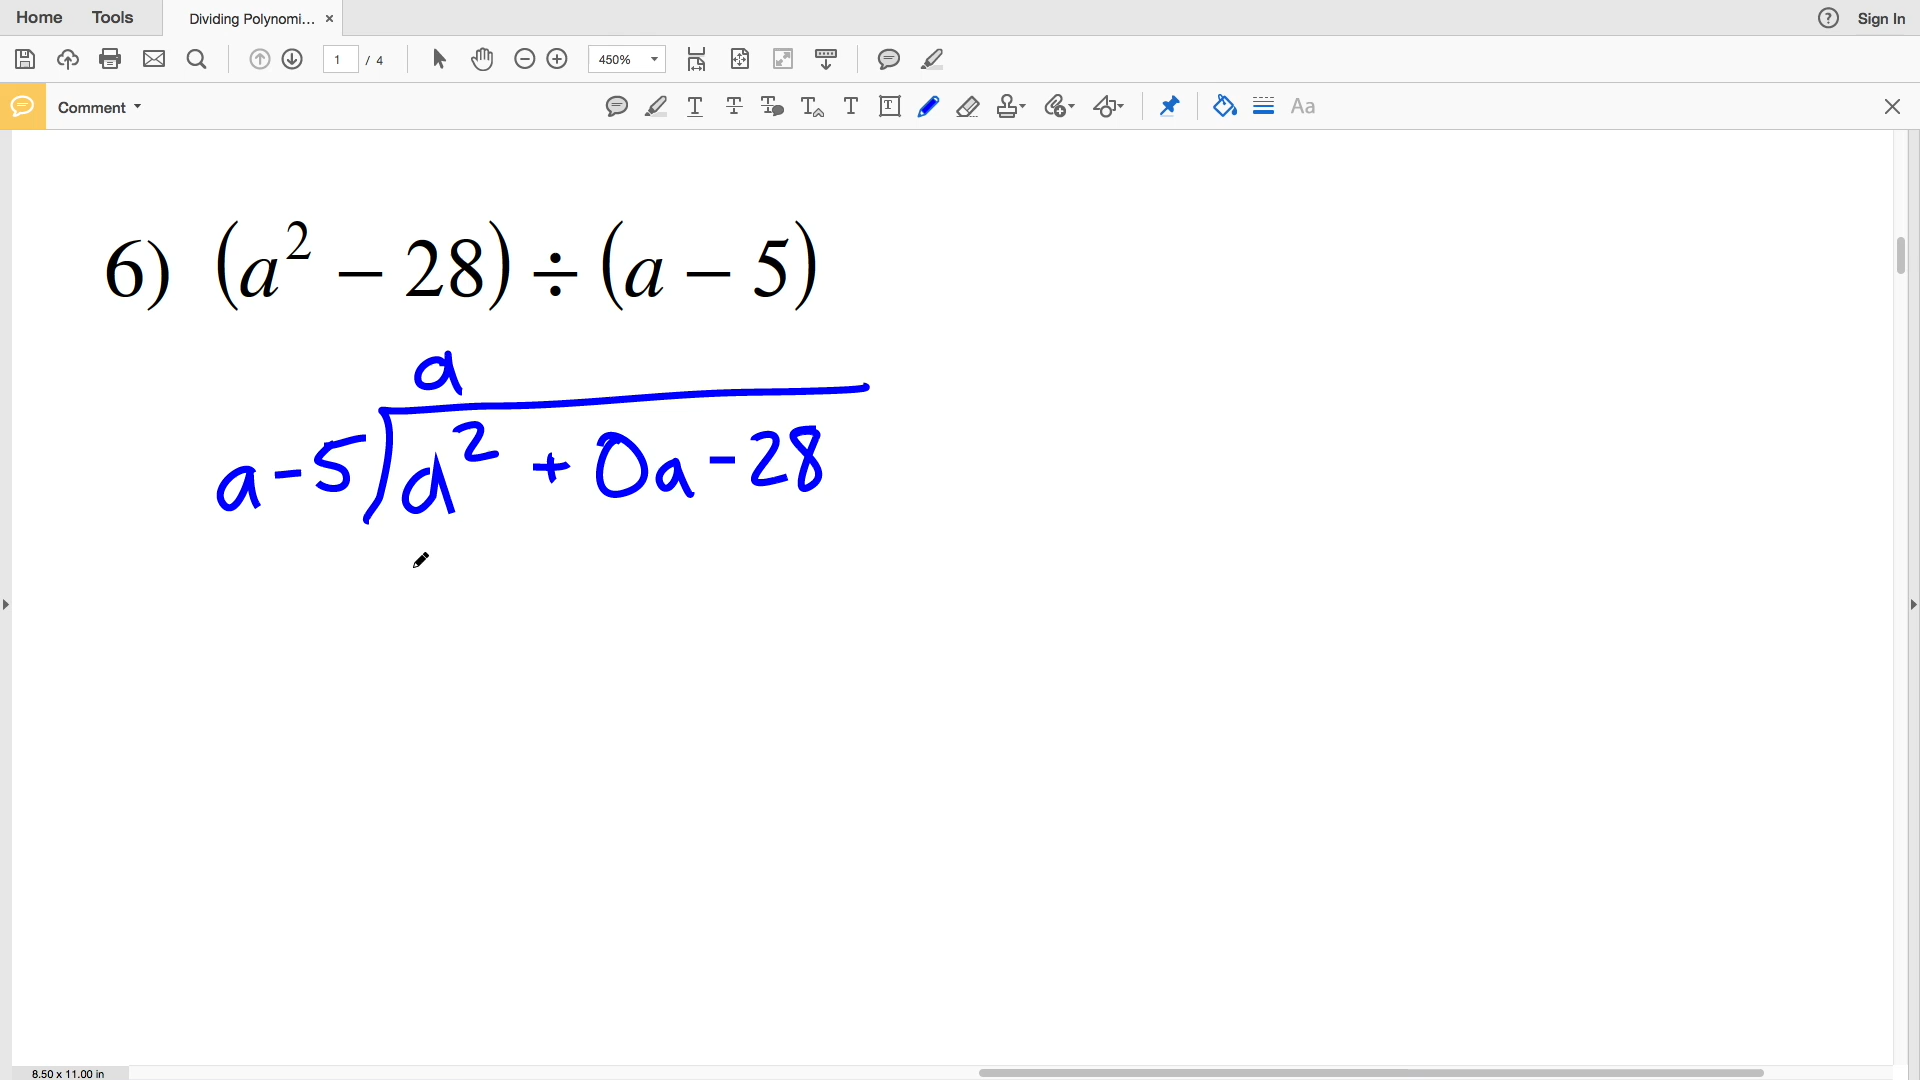 Home Tools Dividing Polynomi... × ? Sign In
1 / 4 450%
Comment T T T T T T Aa
6) (a² − 28) ÷ (a − 5)
a
a - 5) a² + 0a - 28
8.50 x 11.00 in